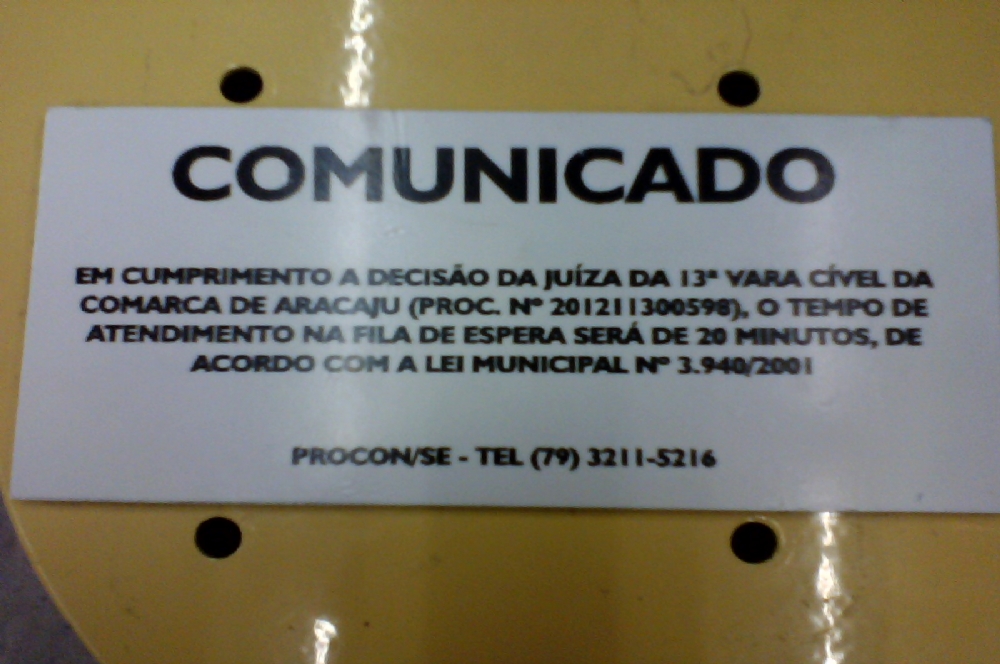 COMUNICADO
EM CUMPRIMENTO A DECISÃO DA JUÍZA DA 13ª VARA CÍVEL DA
COMARCA DE ARACAJU (PROC. Nº 201211300598), O TEMPO DE
ATENDIMENTO NA FILA DE ESPERA SERÁ DE 20 MINUTOS, DE
ACORDO COM A LEI MUNICIPAL Nº 3.940/2001
PROCON/SE - TEL (79) 3211-5216